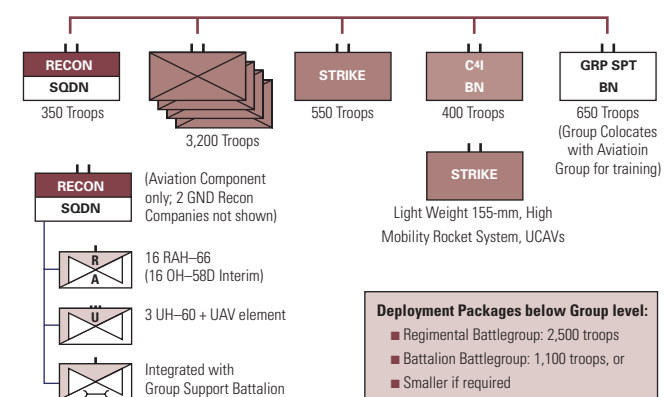 RECON
SQDN
350 Troops
3,200 Troops
STRIKE
550 Troops
C4I
BN
400 Troops
GRP SPT
BN
650 Troops
(Group Colocates
with Aviatioin
Group for training)
RECON
SQDN
(Aviation Component
only; 2 GND Recon
Companies not shown)
STRIKE
Light Weight 155-mm, High
Mobility Rocket System, UCAVs
R
A
16 RAH–66
(16 OH–58D Interim)
U
3 UH–60 + UAV element
Integrated with
Group Support Battalion
Deployment Packages below Group level:
■ Regimental Battlegroup: 2,500 troops
■ Battalion Battlegroup: 1,100 troops, or
■ Smaller if required